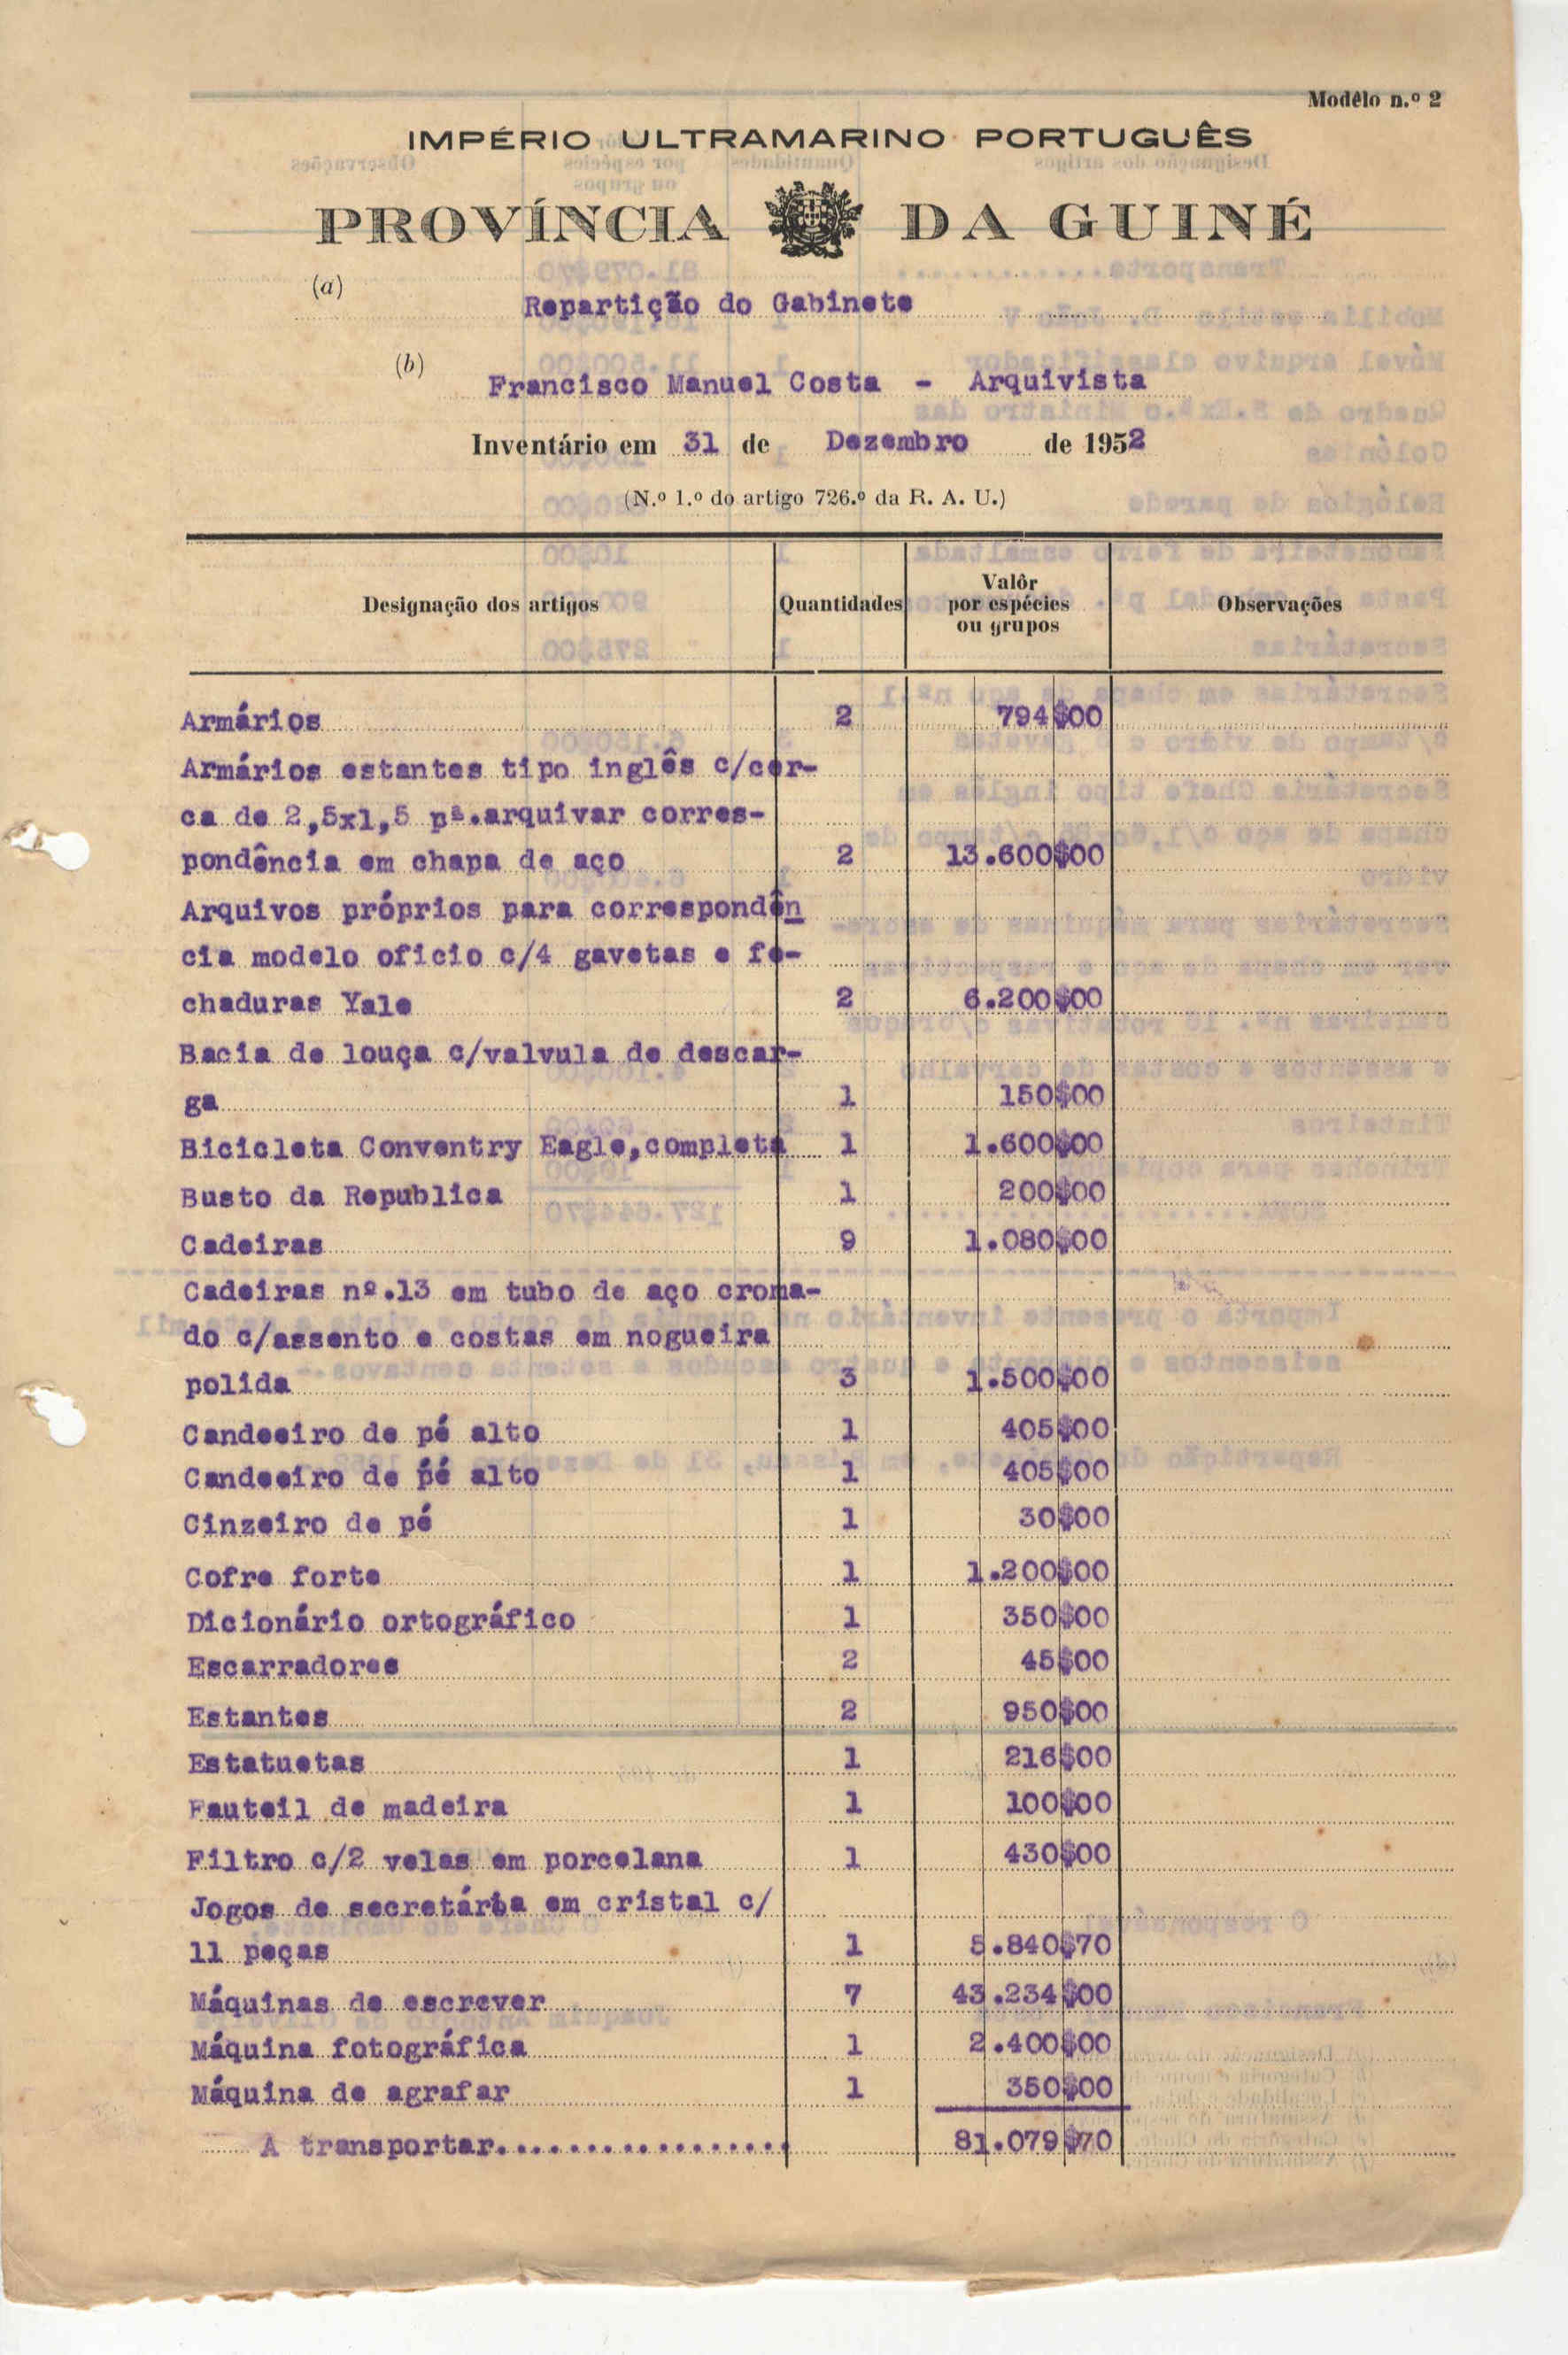 Modêlo n.º 2
IMPÉRIO ULTRAMARINO PORTUGUÊS
PROVÍNCIA DA GUINÉ
(a) Repartição do Gabinete
(b) Francisco Manuel Costa - Arquivista
Inventário em 31 de Dezembro de 1952
(N.º 1.º do artigo 726.º da R. A. U.)
Designação dos artigos Quantidades Valôr por espécies ou grupos Observações
Armários 2 794$00
Armários estantes tipo inglês c/cer-
ca de 2,5x1,5 pª.arquivar corres-
pondência em chapa de aço 2 13.600$00
Arquivos próprios para correspondên
cia modelo oficio c/4 gavetas e fe-
chaduras Yale 2 6.200$00
Bacia de louça c/valvula de descar-
ga 1 150$00
Bicicleta Conventry Eagle,completa 1 1.600$00
Busto da Republica 1 200$00
Cadeiras 9 1.080$00
Cadeiras nº.13 em tubo de aço croma-
do c/assento e costas em nogueira
polida 3 1.500$00
Candeeiro de pé alto 1 405$00
Candeeiro de pé alto 1 405$00
Cinzeiro de pé 1 30$00
Cofre forte 1 1.200$00
Dicionário ortográfico 1 350$00
Escarradores 2 45$00
Estantes 2 950$00
Estatuetas 1 216$00
Fauteil de madeira 1 100$00
Filtro c/2 velas em porcelana 1 430$00
Jogos de secretária em cristal c/
11 peças 1 5.840$70
Máquinas de escrever 7 43.234$00
Máquina fotográfica 1 2.400$00
Máquina de agrafar 1 350$00
A transportar................. 81.079$70